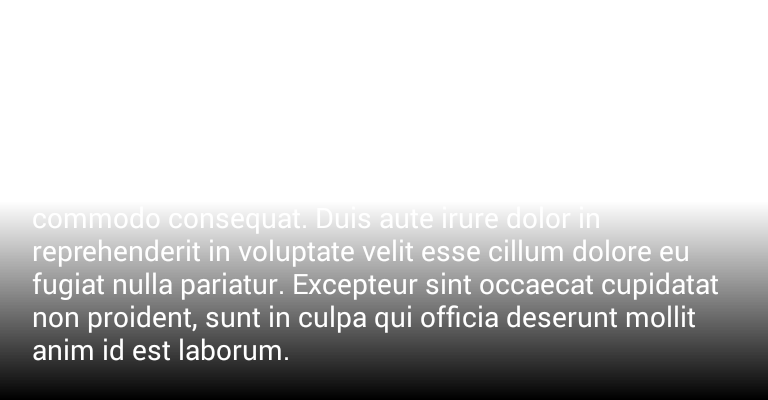 commodo consequat. Duis aute irure dolor in
reprehenderit in voluptate velit esse cillum dolore eu
fugiat nulla pariatur. Excepteur sint occaecat cupidatat
non proident, sunt in culpa qui officia deserunt mollit
anim id est laborum.